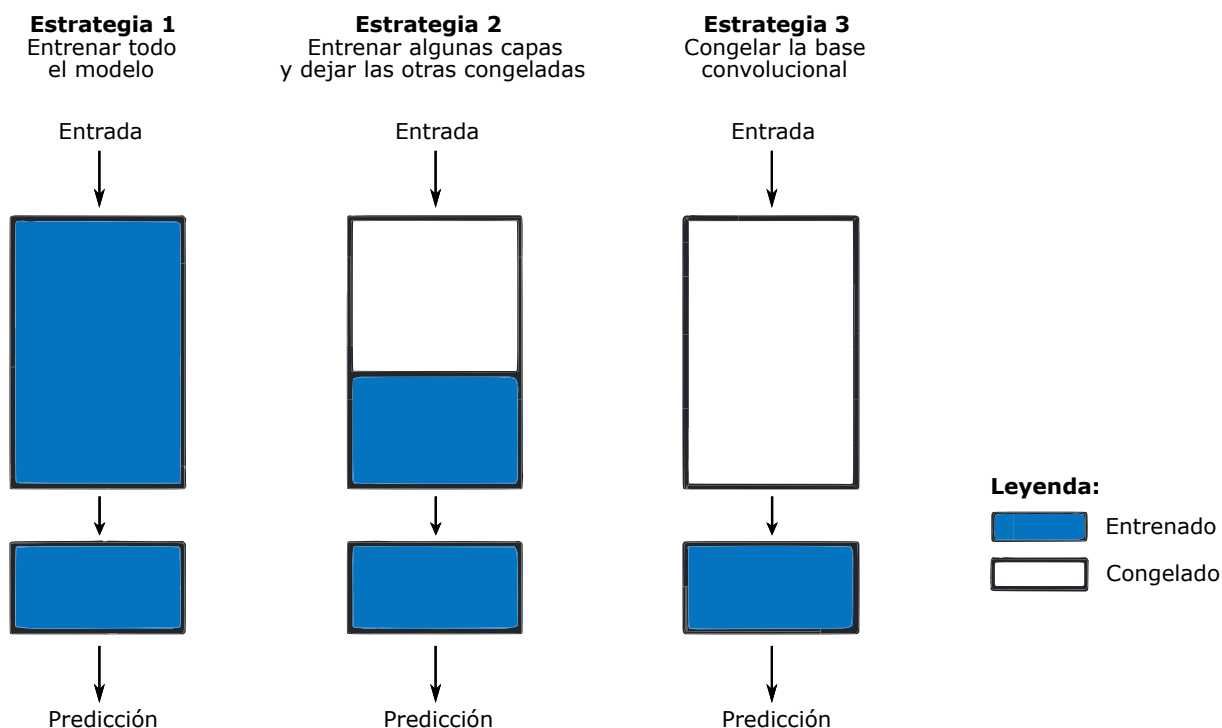 Estrategia 1
Entrenar todo
el modelo
Entrada
Predicción
Estrategia 2
Entrenar algunas capas
y dejar las otras congeladas
Entrada
Predicción
Estrategia 3
Congelar la base
convolucional
Entrada
Predicción
Leyenda:
Entrenado
Congelado